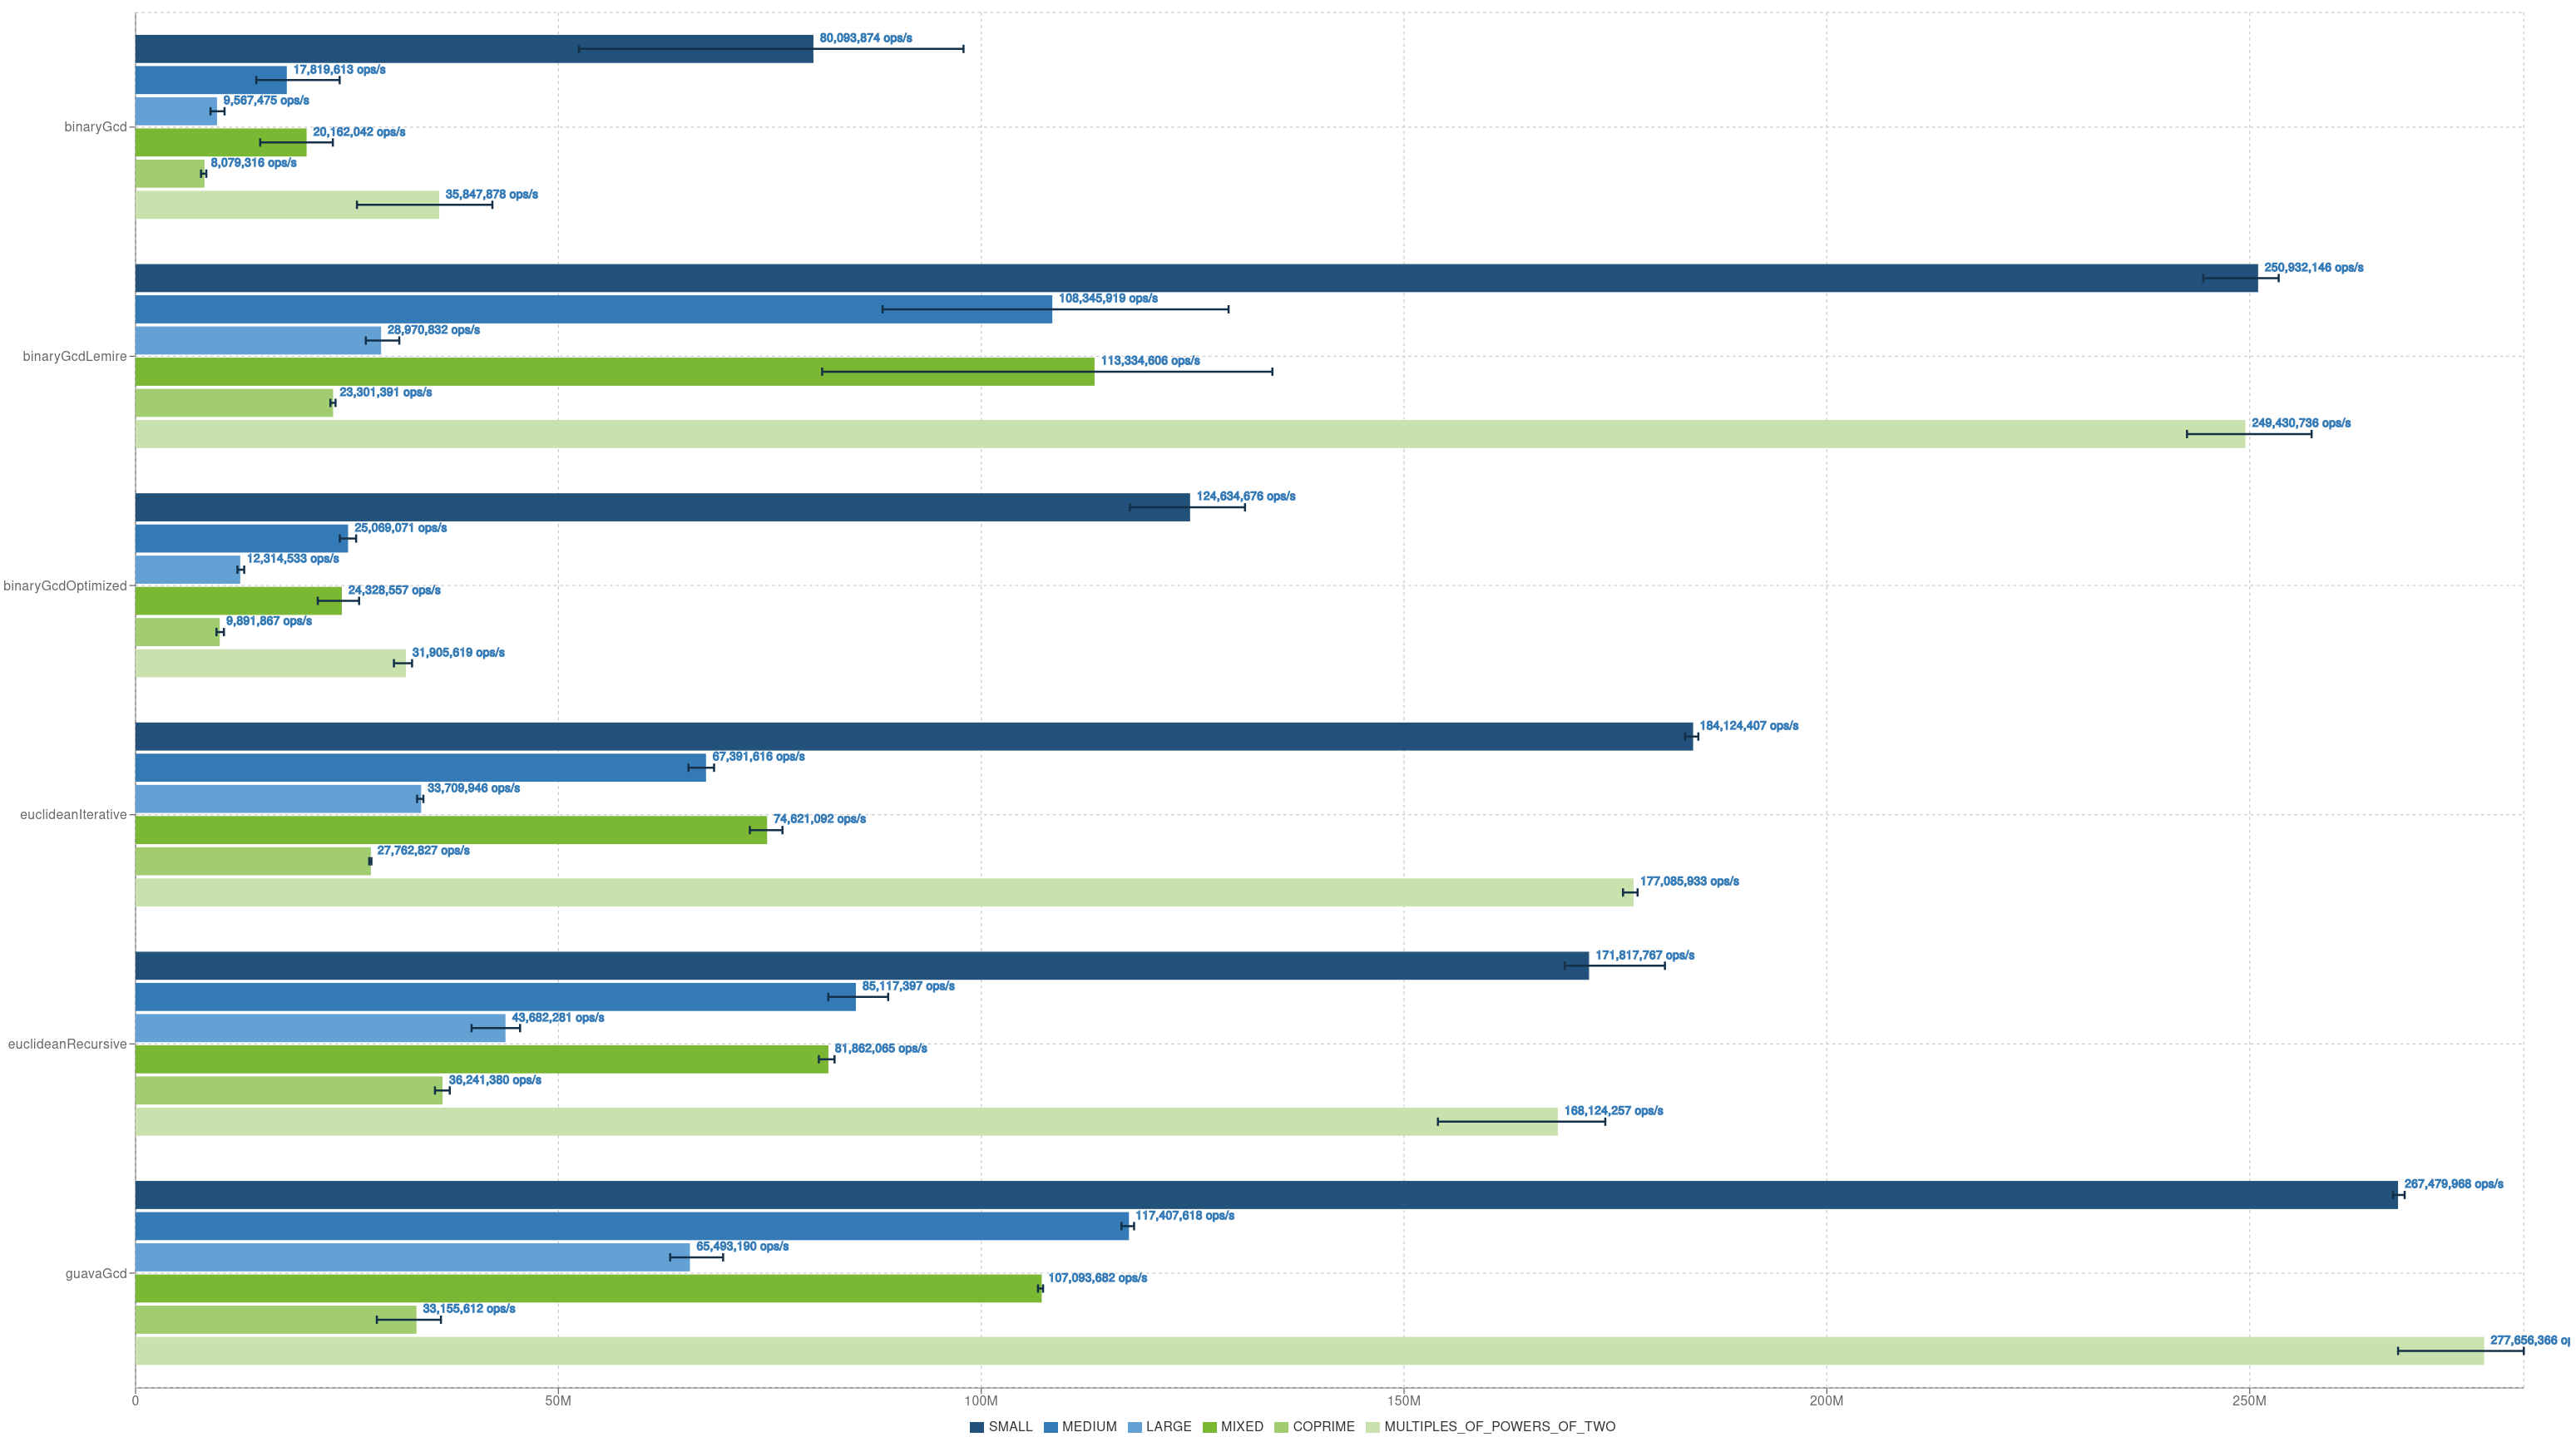 80,093,874 ops/s
17,819,613 ops/s
9,567,475 ops/s
binaryGcd
20,162,042 ops/s
8,079,316 ops/s
35,847,878 ops/s
250,932,146 ops/s
108,345,919 ops/s
28,970,832 ops/s
binaryGcdLemire
113,334,606 ops/s
23,301,391 ops/s
249,430,736 ops/s
124,634,676 ops/s
25,069,071 ops/s
12,314,533 ops/s
binaryGcdOptimized
24,328,557 ops/s
9,891,867 ops/s
31,905,619 ops/s
184,124,407 ops/s
67,391,616 ops/s
33,709,946 ops/s
euclideanIterative
74,621,092 ops/s
27,762,827 ops/s
177,085,933 ops/s
171,817,767 ops/s
85,117,397 ops/s
43,682,281 ops/s
euclideanRecursive
81,862,065 ops/s
36,241,380 ops/s
168,124,257 ops/s
267,479,968 ops/s
117,407,618 ops/s
65,493,190 ops/s
guavaGcd
107,093,682 ops/s
33,155,612 ops/s
277,656,366
0 50M 100M 150M 200M 250M
SMALL MEDIUM LARGE MIXED COPRIME MULTIPLES_OF_POWERS_OF_TWO